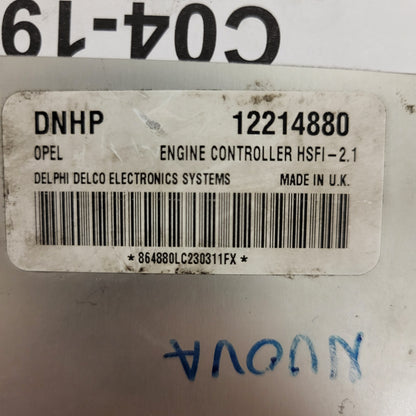 C04-19
DNHP 12214880
OPEL ENGINE CONTROLLER HSFI-2.1
DELPHI DELCO ELECTRONICS SYSTEMS MADE IN U.K.
*864880LC230311FX*
NUOVA